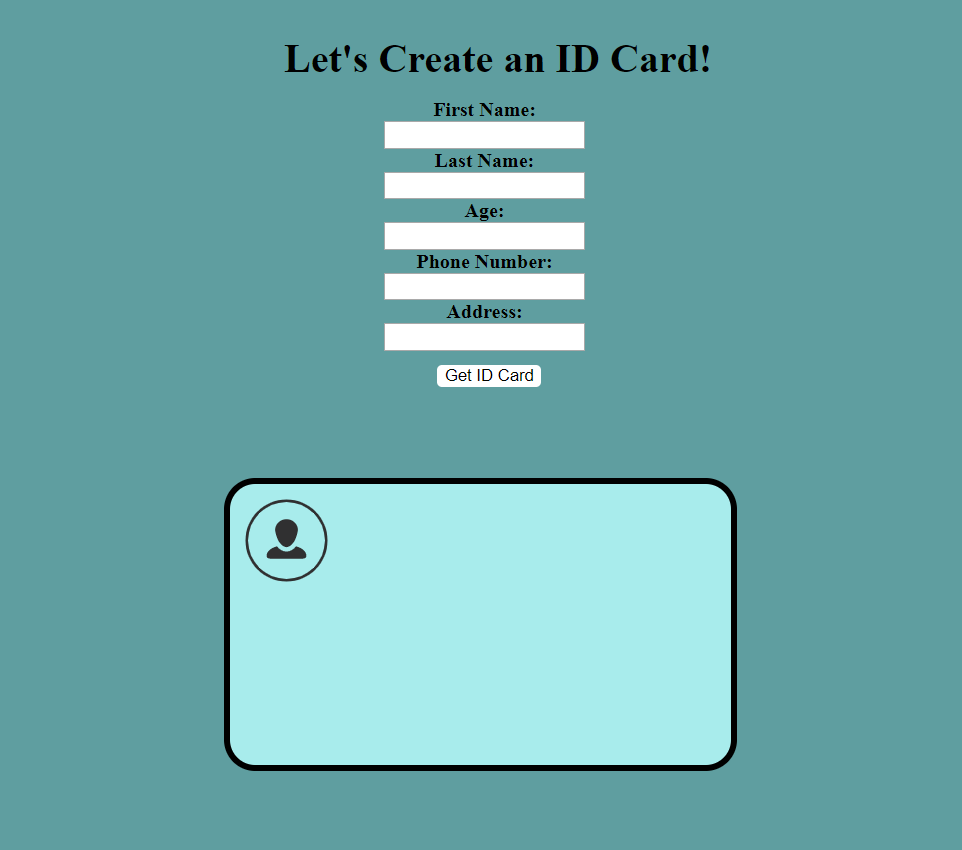 Let's Create an ID Card!
First Name:
Last Name:
Age:
Phone Number:
Address:
Get ID Card